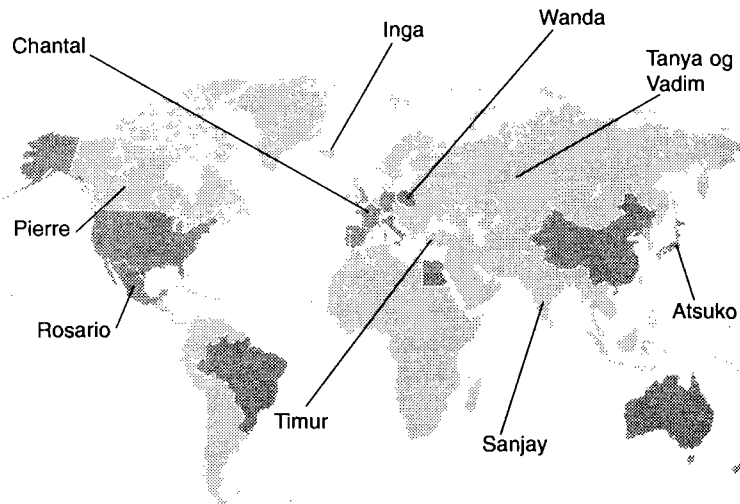 Wanda
Inga
Chantal
Tanya og
Vadim
Pierre
Rosario
Atsuko
Timur
Sanjay